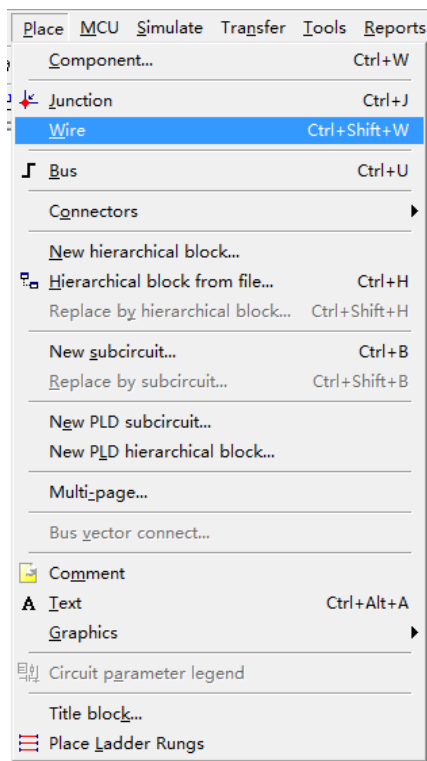 Place MCU Simulate Transfer Tools Reports
Component... Ctrl+W
Junction Ctrl+J
Wire Ctrl+Shift+W
Bus Ctrl+U
Connectors
New hierarchical block...
Hierarchical block from file... Ctrl+H
Replace by hierarchical block... Ctrl+Shift+H
New subcircuit... Ctrl+B
Replace by subcircuit... Ctrl+Shift+B
New PLD subcircuit...
New PLD hierarchical block...
Multi-page...
Bus vector connect...
Comment
A Text Ctrl+Alt+A
Graphics
Circuit parameter legend
Title block...
Place Ladder Rungs